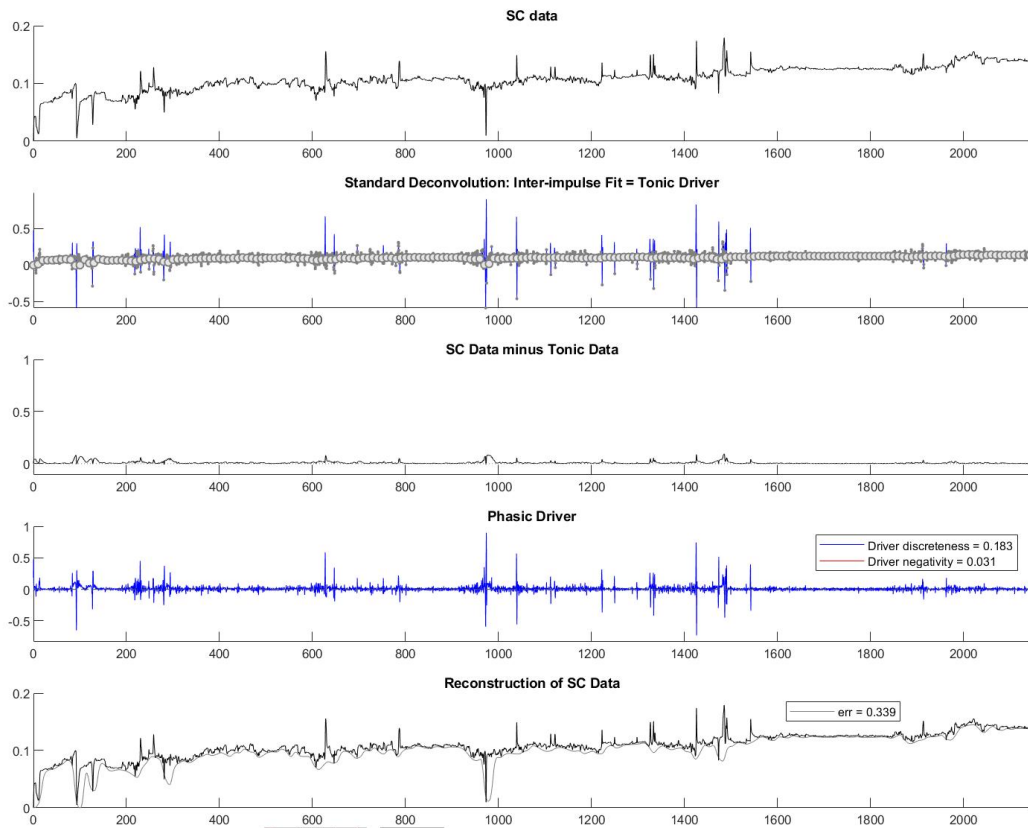 SC data
0.2
0.1
0
0 200 400 600 800 1000 1200 1400 1600 1800 2000
Standard Deconvolution: Inter-impulse Fit = Tonic Driver
0.5
0
-0.5
0 200 400 600 800 1000 1200 1400 1600 1800 2000
SC Data minus Tonic Data
1
0.5
0
0 200 400 600 800 1000 1200 1400 1600 1800 2000
Phasic Driver
1
Driver discreteness = 0.183
Driver negativity = 0.031
0.5
0
-0.5
0 200 400 600 800 1000 1200 1400 1600 1800 2000
Reconstruction of SC Data
0.2
err = 0.339
0.1
0
0 200 400 600 800 1000 1200 1400 1600 1800 2000